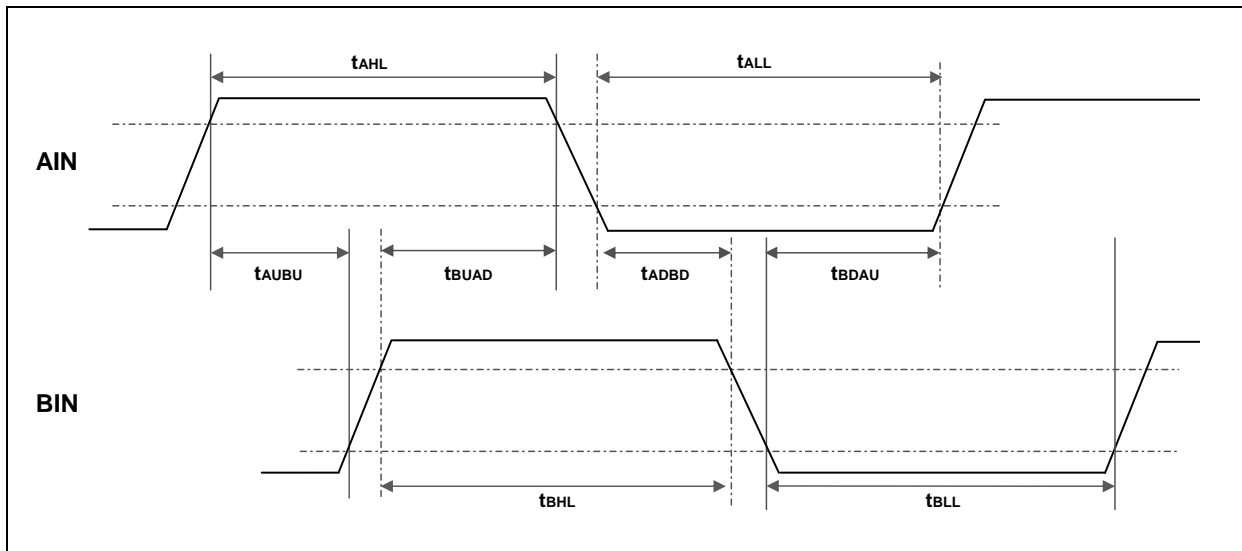 tAHL tALL
AIN
tAUBU tBUAD tADBD tBDAU
BIN
tBHL tBLL